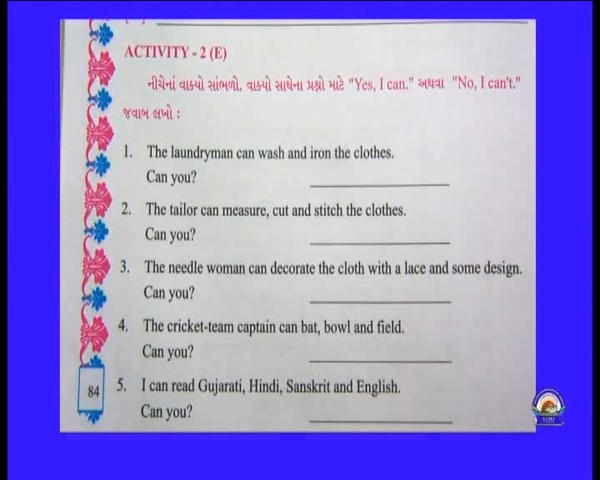 ACTIVITY - 2 (E)
નીચેનાં વાક્યો સાંભળો, વાક્યો સાથેના પ્રશ્નો માટે "Yes, I can." અથવા "No, I can't."
જવાબ લખો :
1. The laundryman can wash and iron the clothes.
Can you?
2. The tailor can measure, cut and stitch the clothes.
Can you?
3. The needle woman can decorate the cloth with a lace and some design.
Can you?
4. The cricket-team captain can bat, bowl and field.
Can you?
5. I can read Gujarati, Hindi, Sanskrit and English.
Can you?
84